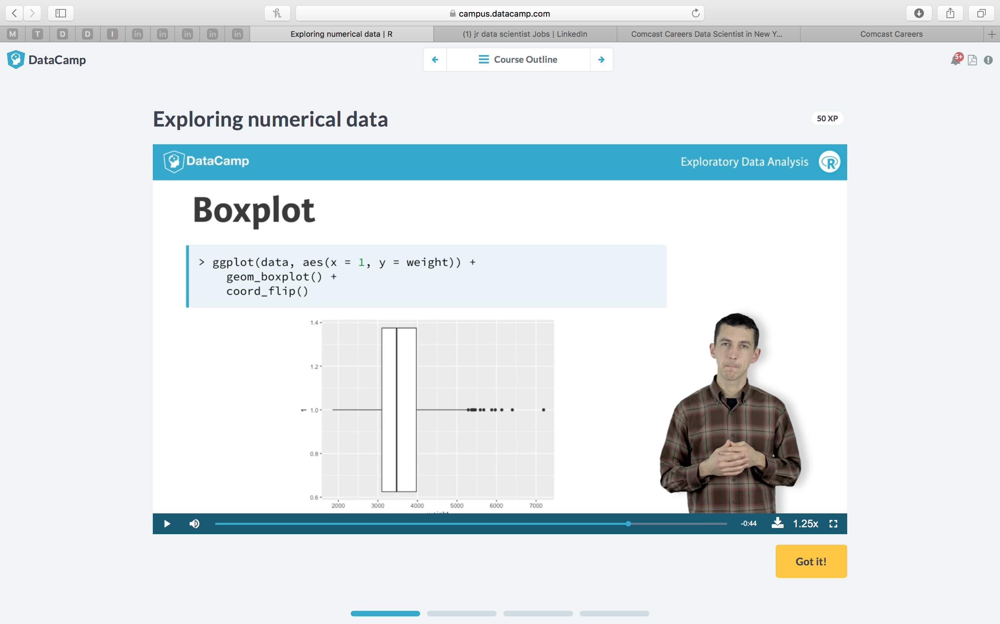 campus.datacamp.com
M T D D I in in in in in Exploring numerical data | R (1) jr data scientist Jobs | LinkedIn Comcast Careers Data Scientist in New Y... Comcast Careers
DataCamp
Course Outline
5+
Exploring numerical data
50 XP
DataCamp
Exploratory Data Analysis R
Boxplot
> ggplot(data, aes(x = 1, y = weight)) +
geom_boxplot() +
coord_flip()
1.4
1.2
1 1.0
0.8
0.6
2000 3000 4000 5000 6000 7000
-0:44 1.25x
Got it!